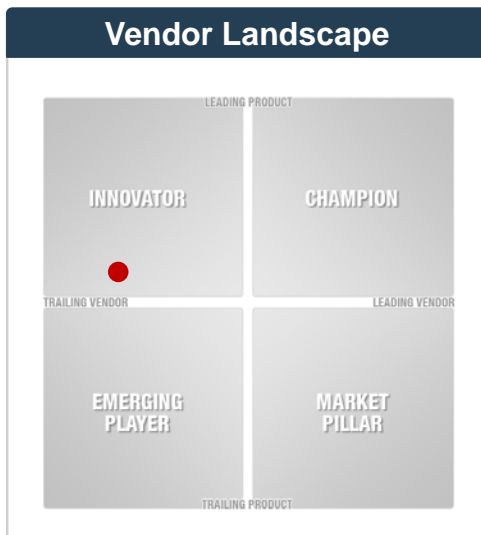 Vendor Landscape
LEADING PRODUCT
INNOVATOR
CHAMPION
TRAILING VENDOR
LEADING VENDOR
EMERGING
PLAYER
MARKET
PILLAR
TRAILING PRODUCT